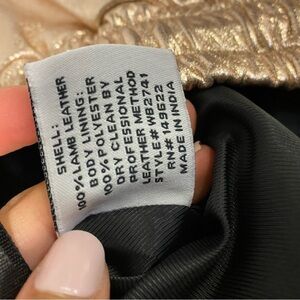 SHELL:
100% LAMB LEATHER
BODY LINING:
100% POLYESTER
DRY CLEAN BY
PROFESSIONAL
LEATHER METHOD
STYLE# WB2741
RN# 149622
MADE IN INDIA